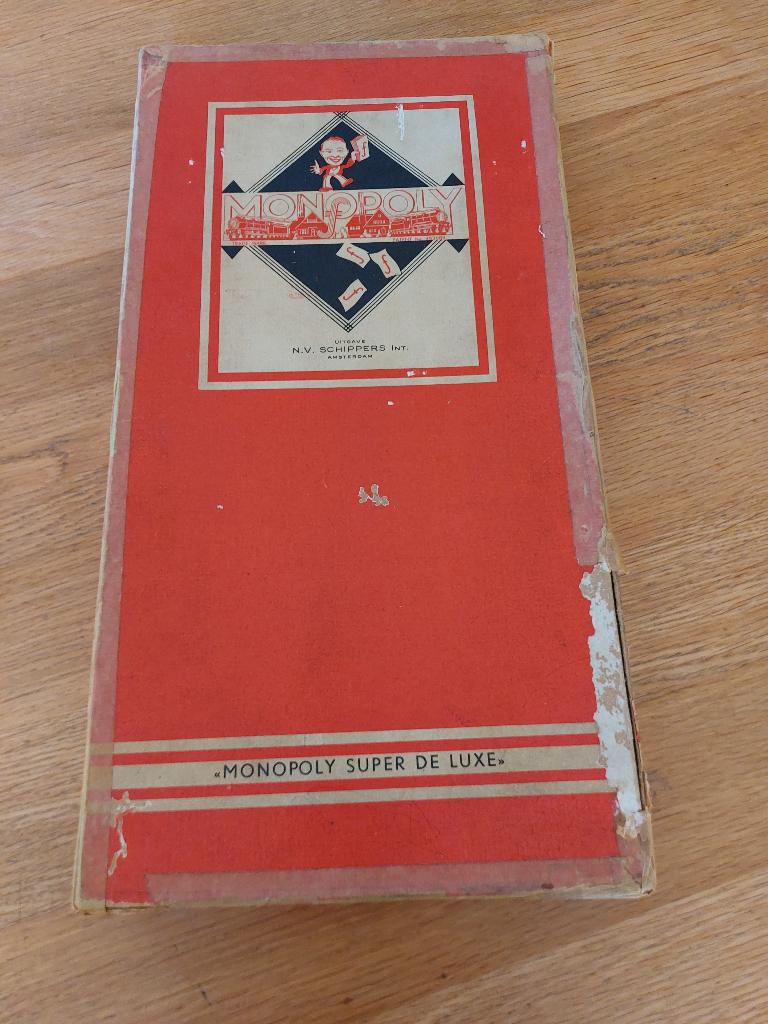 MONOPOLY
UITGAVE
N.V. SCHIPPERS INT.
AMSTERDAM
«MONOPOLY SUPER DE LUXE»